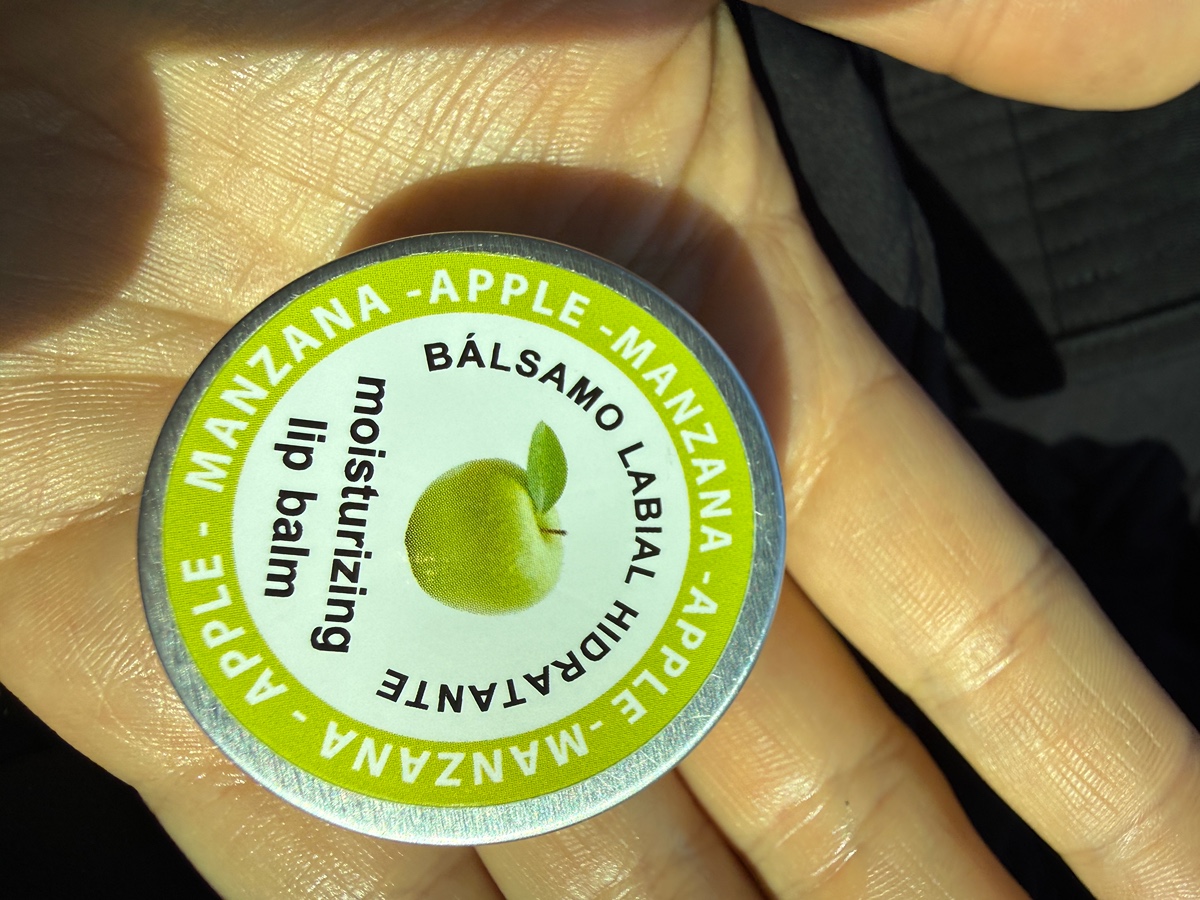 MANZANA -APPLE -MANZANA -APPLE -MANZANA - APPLE -
BÁLSAMO LABIAL HIDRATANTE
moisturizing
lip balm